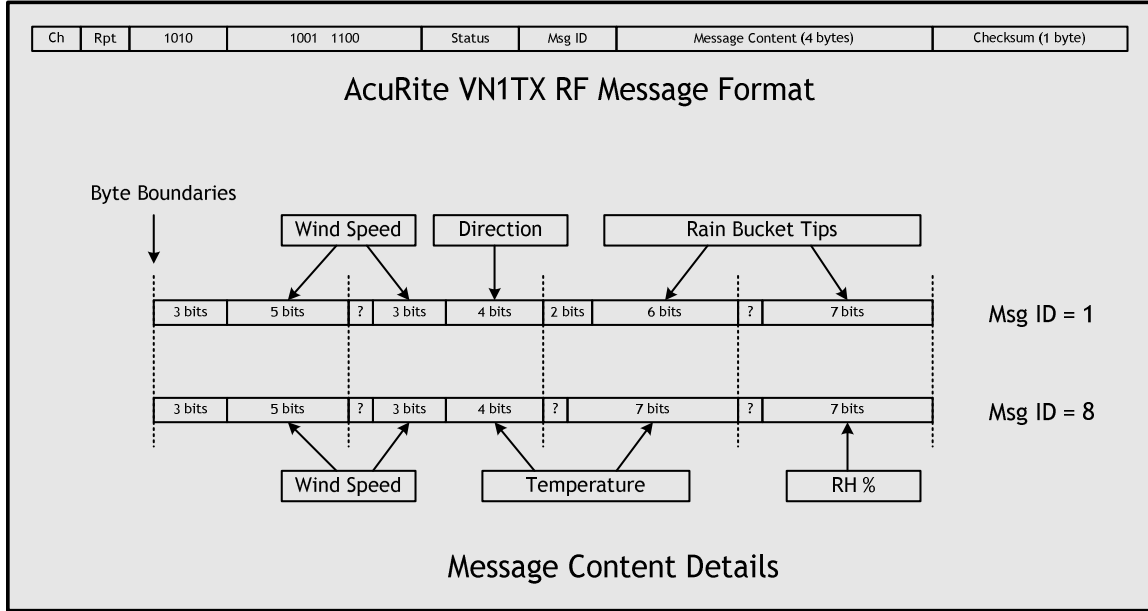 Ch Rpt 1010 1001 1100 Status Msg ID Message Content (4 bytes) Checksum (1 byte)
AcuRite VN1TX RF Message Format
Byte Boundaries
Wind Speed Direction Rain Bucket Tips
3 bits 5 bits ? 3 bits 4 bits 2 bits 6 bits ? 7 bits Msg ID = 1
3 bits 5 bits ? 3 bits 4 bits ? 7 bits ? 7 bits Msg ID = 8
Wind Speed Temperature RH %
Message Content Details